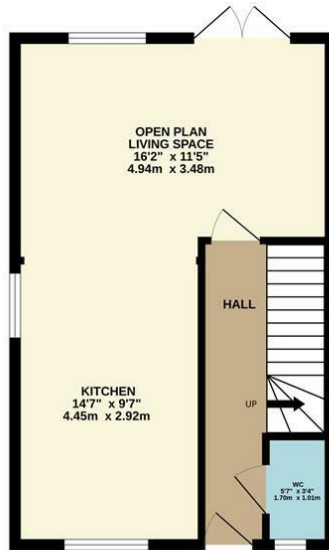 OPEN PLAN
LIVING SPACE
16'2" x 11'5"
4.94m x 3.48m
HALL
KITCHEN
14'7" x 9'7"
4.45m x 2.92m
UP
WC
5'7" x 3'4"
1.70m x 1.01m